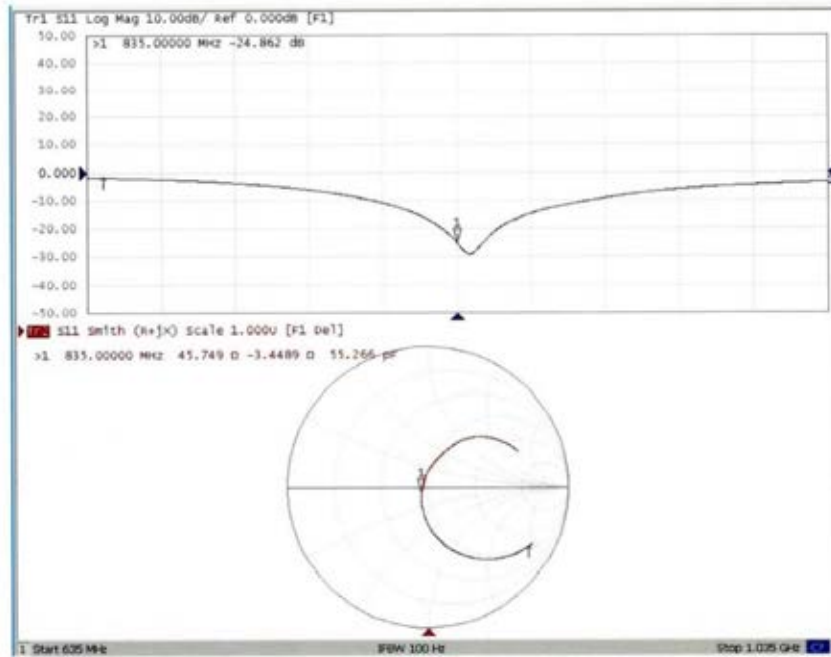 Tr1 S11 Log Mag 10.00dB/ Ref 0.000dB [F1]
50.00
>1 835.00000 MHz -24.862 dB
40.00
30.00
20.00
10.00
0.000
-10.00
1
-20.00
-30.00
-40.00
-50.00
S11 Smith (R+jX) Scale 1.000U [F1 Del]
>1 835.00000 MHz 45.749 Ω -3.4489 Ω 55.266 pF
1
1 Start 635 MHz IFBW 100 Hz Stop 1.035 GHz